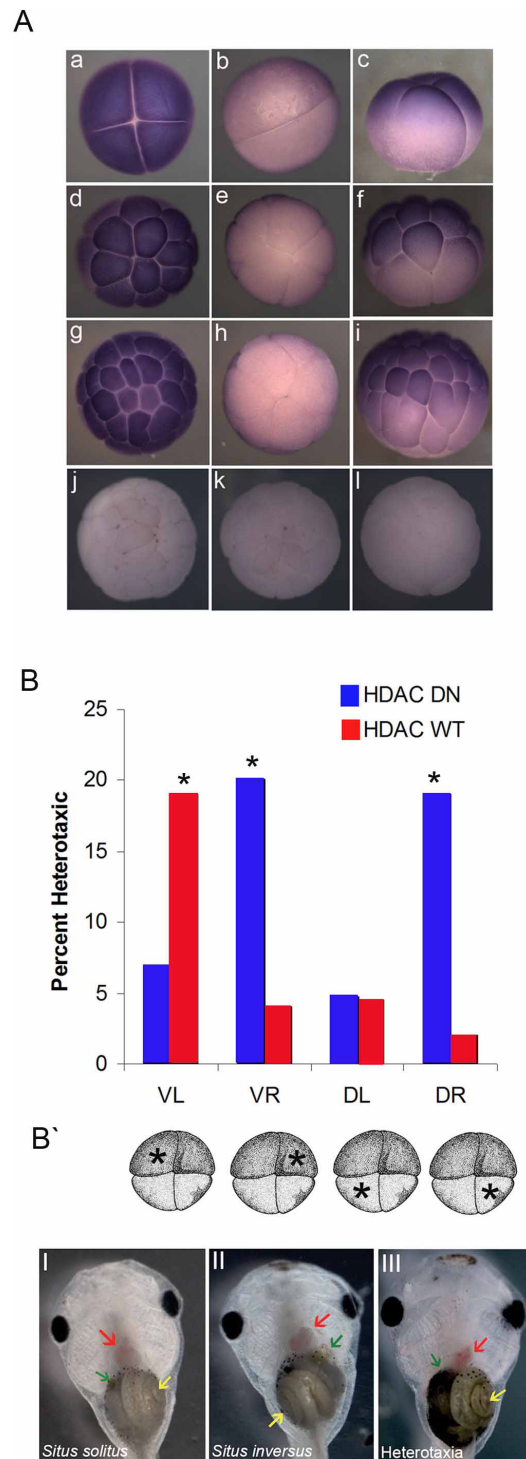 A
a b c
d e f
g h i
j k l
B
HDAC DN
HDAC WT
Percent Heterotaxic
25
20
15
10
5
0
* * *
VL VR DL DR
B`
* * * *
I II III
Situs solitus Situs inversus Heterotaxia